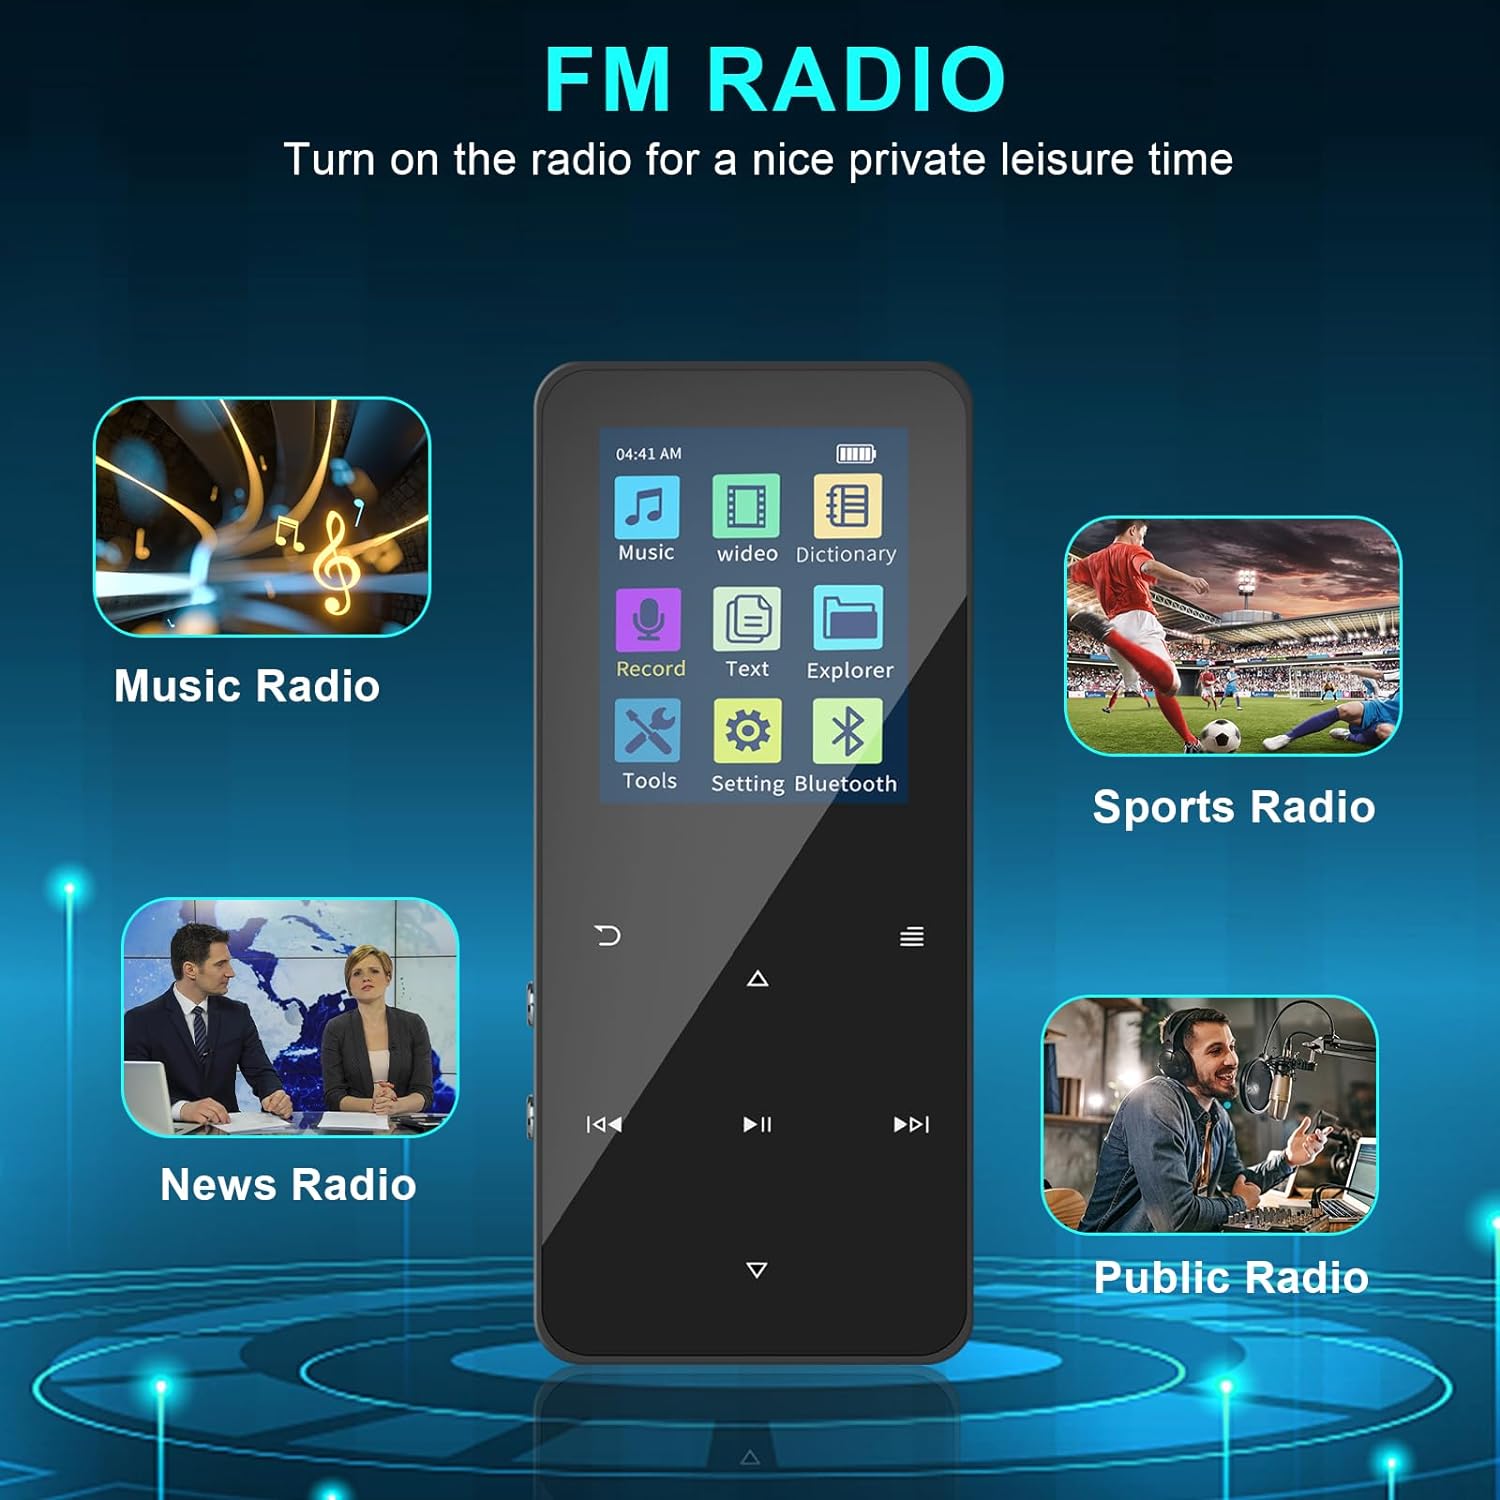 FM RADIO
Turn on the radio for a nice private leisure time
04:41 AM
Music wideo Dictionary
Record Text Explorer
Tools Setting Bluetooth
Music Radio
Sports Radio
News Radio
Public Radio